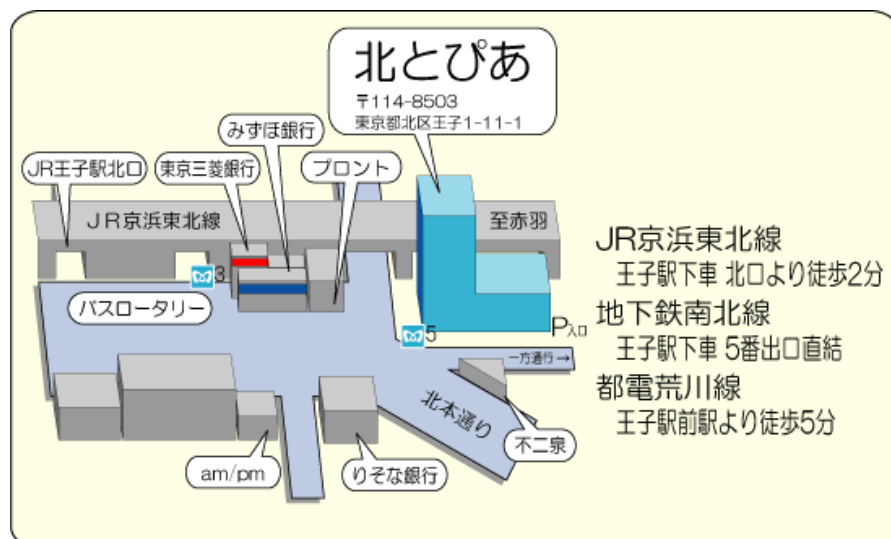 北とぴあ
〒114-8503
東京都北区王子1-11-1
みずほ銀行
JR王子駅北口
東京三菱銀行
プロント
JR京浜東北線
至赤羽
3
バスロータリー
5
P入口
一方通行→
北本通り
不二泉
am/pm
りそな銀行
JR京浜東北線
王子駅下車 北口より徒歩2分
地下鉄南北線
王子駅下車 5番出口直結
都電荒川線
王子駅前駅より徒歩5分